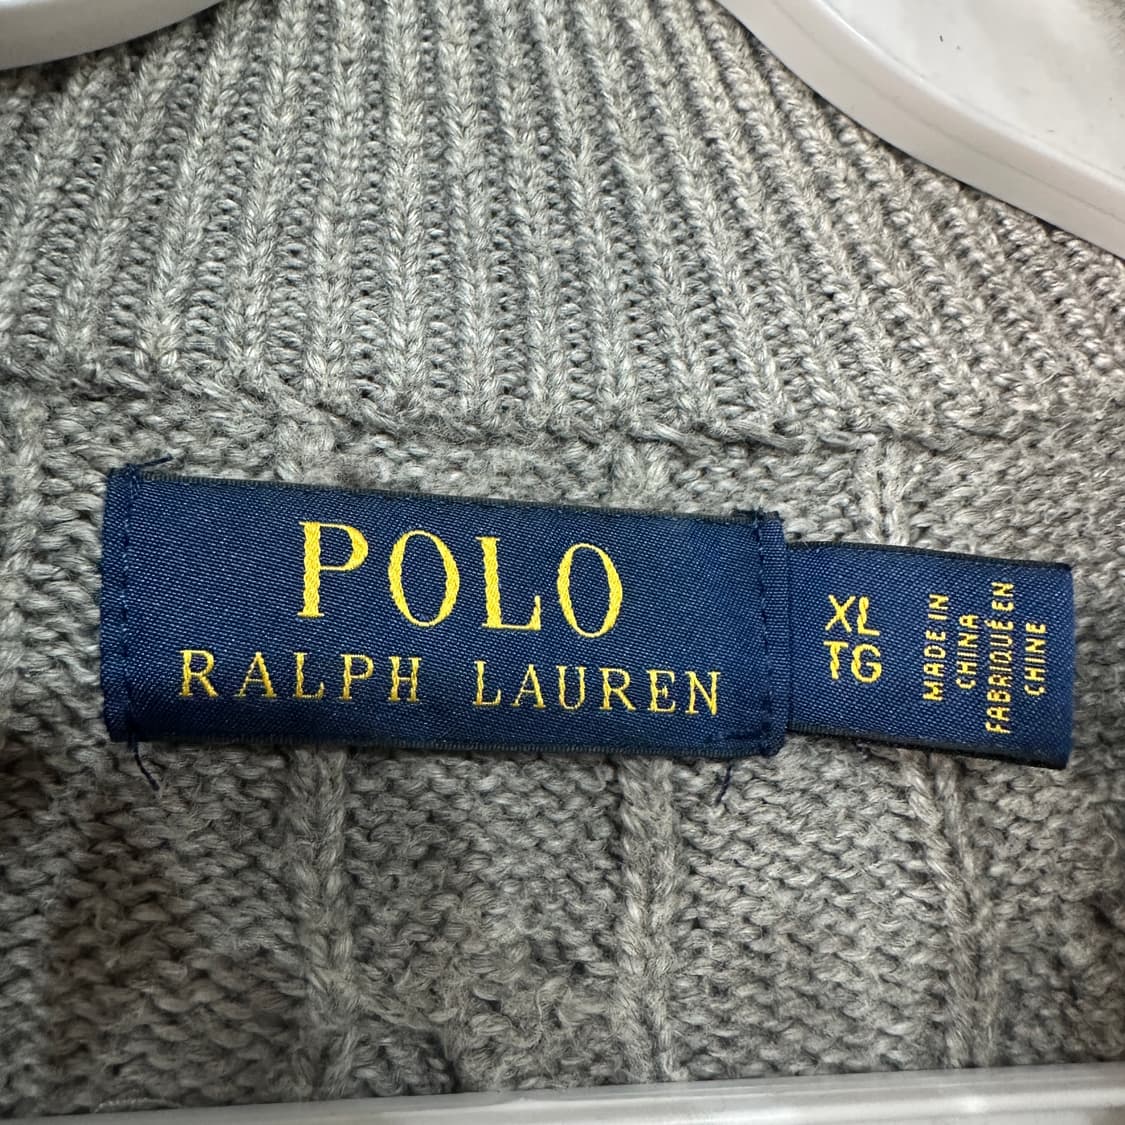 POLO
RALPH LAUREN
XL
TG
MADE IN
CHINA
FABRIQUÉ EN
CHINE